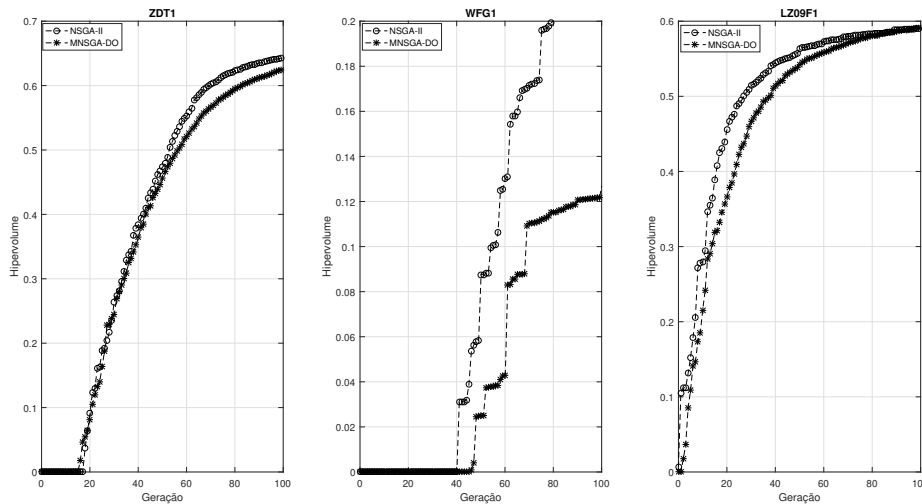 ZDT1
NSGA-II
MNSGA-DO
Hipervolume
0.7
0.6
0.5
0.4
0.3
0.2
0.1
0
0 20 40 60 80 100
Geração
WFG1
NSGA-II
MNSGA-DO
Hipervolume
0.2
0.18
0.16
0.14
0.12
0.1
0.08
0.06
0.04
0.02
0
0 20 40 60 80 100
Geração
LZ09F1
NSGA-II
MNSGA-DO
Hipervolume
0.6
0.5
0.4
0.3
0.2
0.1
0
0 20 40 60 80 100
Geração